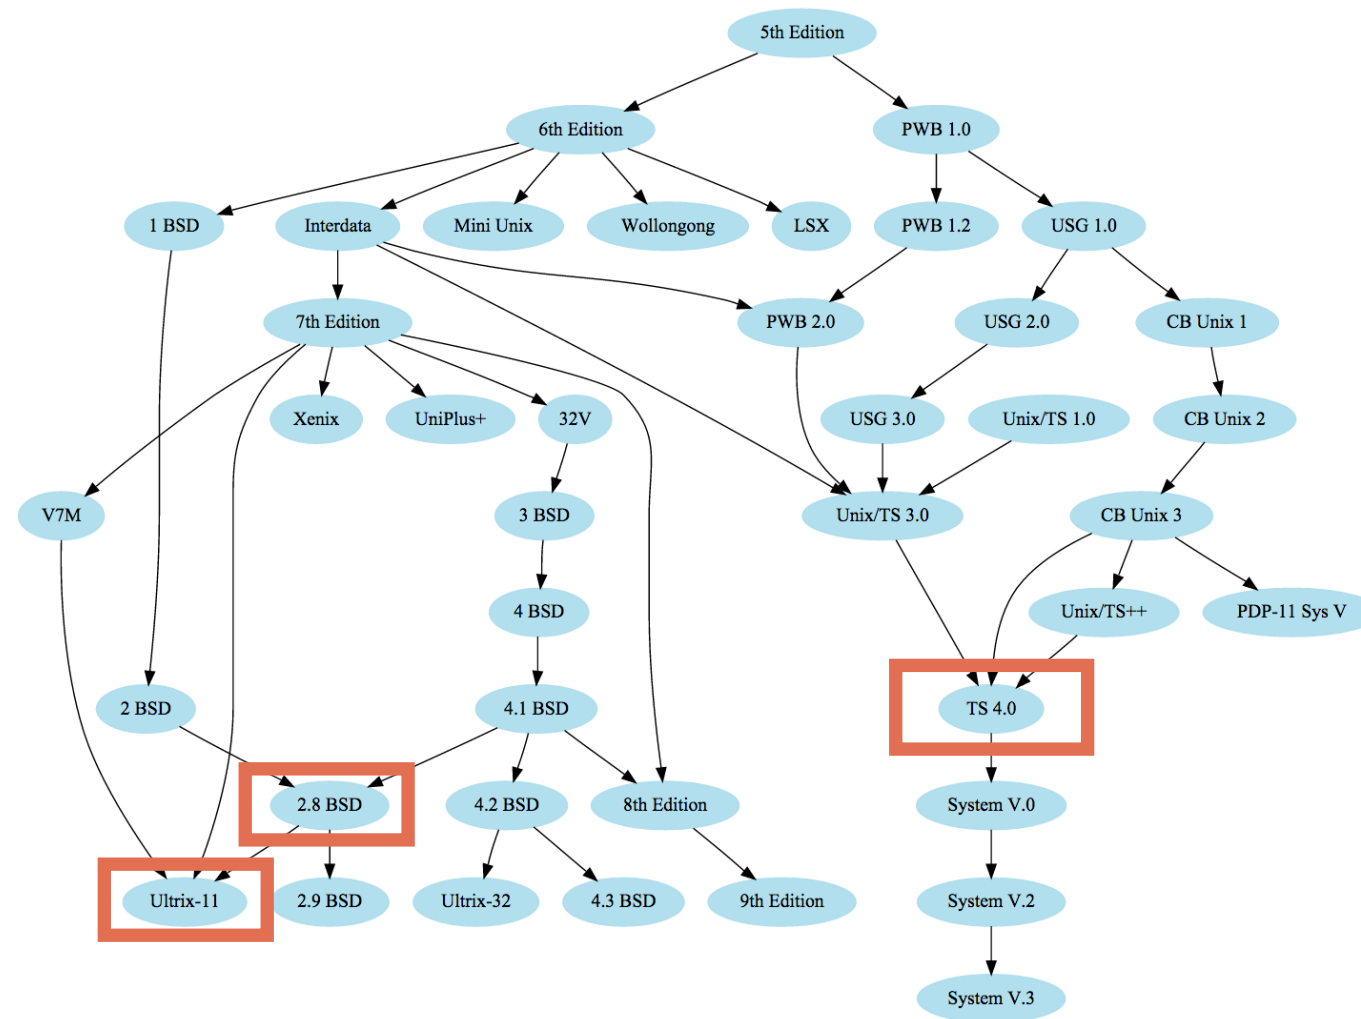 5th Edition
6th Edition
PWB 1.0
1 BSD
Interdata
Mini Unix
Wollongong
LSX
PWB 1.2
USG 1.0
7th Edition
PWB 2.0
USG 2.0
CB Unix 1
Xenix
UniPlus+
32V
USG 3.0
Unix/TS 1.0
CB Unix 2
V7M
3 BSD
Unix/TS 3.0
CB Unix 3
4 BSD
Unix/TS++
PDP-11 Sys V
2 BSD
4.1 BSD
TS 4.0
2.8 BSD
4.2 BSD
8th Edition
System V.0
Ultrix-11
2.9 BSD
Ultrix-32
4.3 BSD
9th Edition
System V.2
System V.3